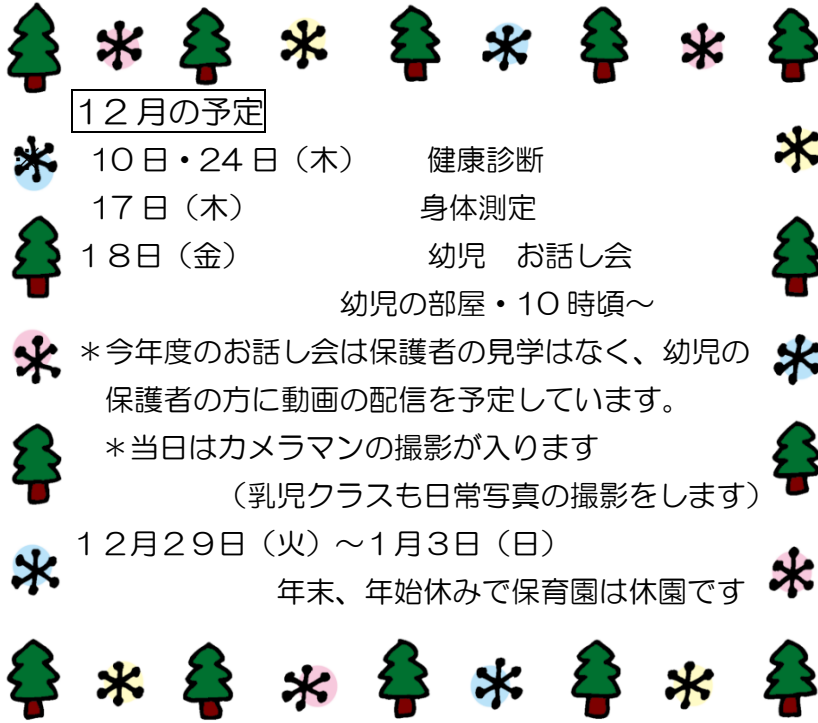 12月の予定
10日・24日（木）　健康診断
17日（木）　身体測定
１８日（金）　幼児　お話し会
幼児の部屋・10時頃～
＊今年度のお話し会は保護者の見学はなく、幼児の
保護者の方に動画の配信を予定しています。
＊当日はカメラマンの撮影が入ります
（乳児クラスも日常写真の撮影をします）
１２月２９日（火）～１月３日（日）
年末、年始休みで保育園は休園です